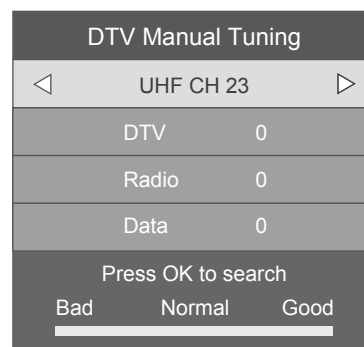 DTV Manual Tuning
UHF CH 23
DTV 0
Radio 0
Data 0
Press OK to search
Bad Normal Good